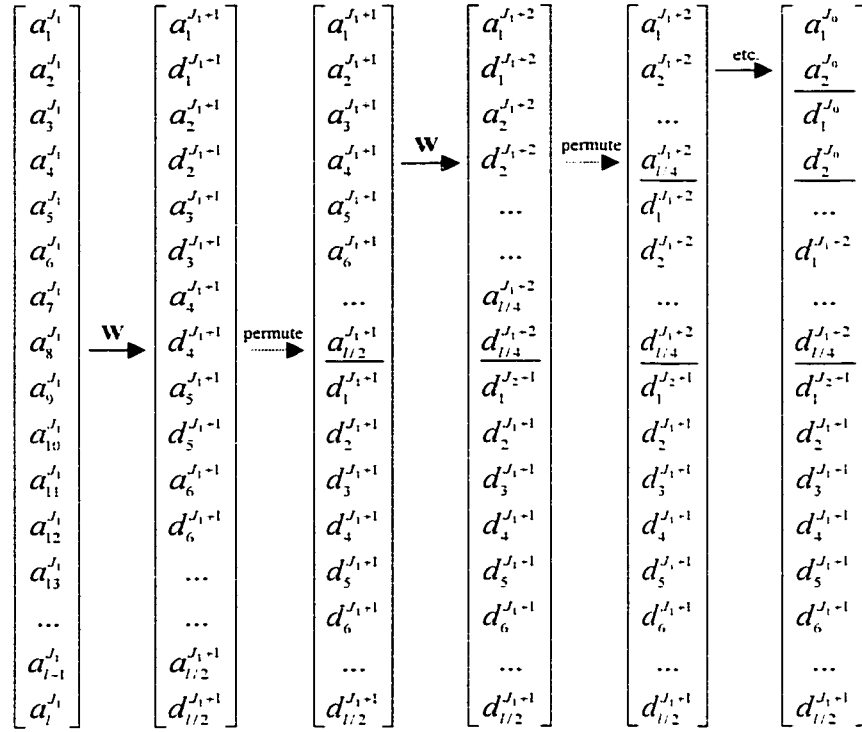 a_1^{J_1} a_1^{J_1+1} a_1^{J_1+1} a_1^{J_1+2} a_1^{J_1+2} a_1^{J_0}
a_2^{J_1} d_1^{J_1+1} a_2^{J_1+1} d_1^{J_1+2} a_2^{J_1+2} etc. a_2^{J_0}
a_3^{J_1} a_2^{J_1+1} a_3^{J_1+1} a_2^{J_1+2} ... d_1^{J_0}
a_4^{J_1} d_2^{J_1+1} a_4^{J_1+1} W d_2^{J_1+2} permute a_{l/4}^{J_1+2} d_2^{J_0}
a_5^{J_1} a_3^{J_1+1} a_5^{J_1+1} ... d_1^{J_1+2} ...
a_6^{J_1} d_3^{J_1+1} a_6^{J_1+1} ... d_2^{J_1+2} d_1^{J_1+2}
a_7^{J_1} a_4^{J_1+1} ... a_{l/4}^{J_1+2} ... ...
a_8^{J_1} W d_4^{J_1+1} permute a_{l/2}^{J_1+1} d_{l/4}^{J_1+2} d_{l/4}^{J_1+2} d_{l/4}^{J_1+2}
a_9^{J_1} a_5^{J_1+1} d_1^{J_1+1} d_1^{J_2+1} d_1^{J_2+1} d_1^{J_2+1}
a_{10}^{J_1} d_5^{J_1+1} d_2^{J_1+1} d_2^{J_1+1} d_2^{J_1+1} d_2^{J_1+1}
a_{11}^{J_1} a_6^{J_1+1} d_3^{J_1+1} d_3^{J_1+1} d_3^{J_1+1} d_3^{J_1+1}
a_{12}^{J_1} d_6^{J_1+1} d_4^{J_1+1} d_4^{J_1+1} d_4^{J_1+1} d_4^{J_1+1}
a_{13}^{J_1} ... d_5^{J_1+1} d_5^{J_1+1} d_5^{J_1+1} d_5^{J_1+1}
... ... d_6^{J_1+1} d_6^{J_1+1} d_6^{J_1+1} d_6^{J_1+1}
a_{l-1}^{J_1} a_{l/2}^{J_1+1} ... ... ... ...
a_l^{J_1} d_{l/2}^{J_1+1} d_{l/2}^{J_1+1} d_{l/2}^{J_1+1} d_{l/2}^{J_1+1} d_{l/2}^{J_1+1}